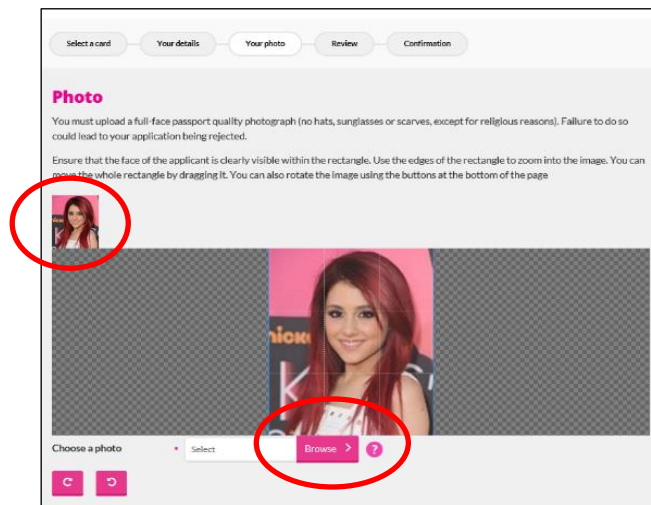 Select a card Your details Your photo Review Confirmation
Photo
You must upload a full-face passport quality photograph (no hats, sunglasses or scarves, except for religious reasons). Failure to do so
could lead to your application being rejected.
Ensure that the face of the applicant is clearly visible within the rectangle. Use the edges of the rectangle to zoom into the image. You can
move the whole rectangle by dragging it. You can also rotate the image using the buttons at the bottom of the page
nick
K
Choose a photo * Select Browse > ?